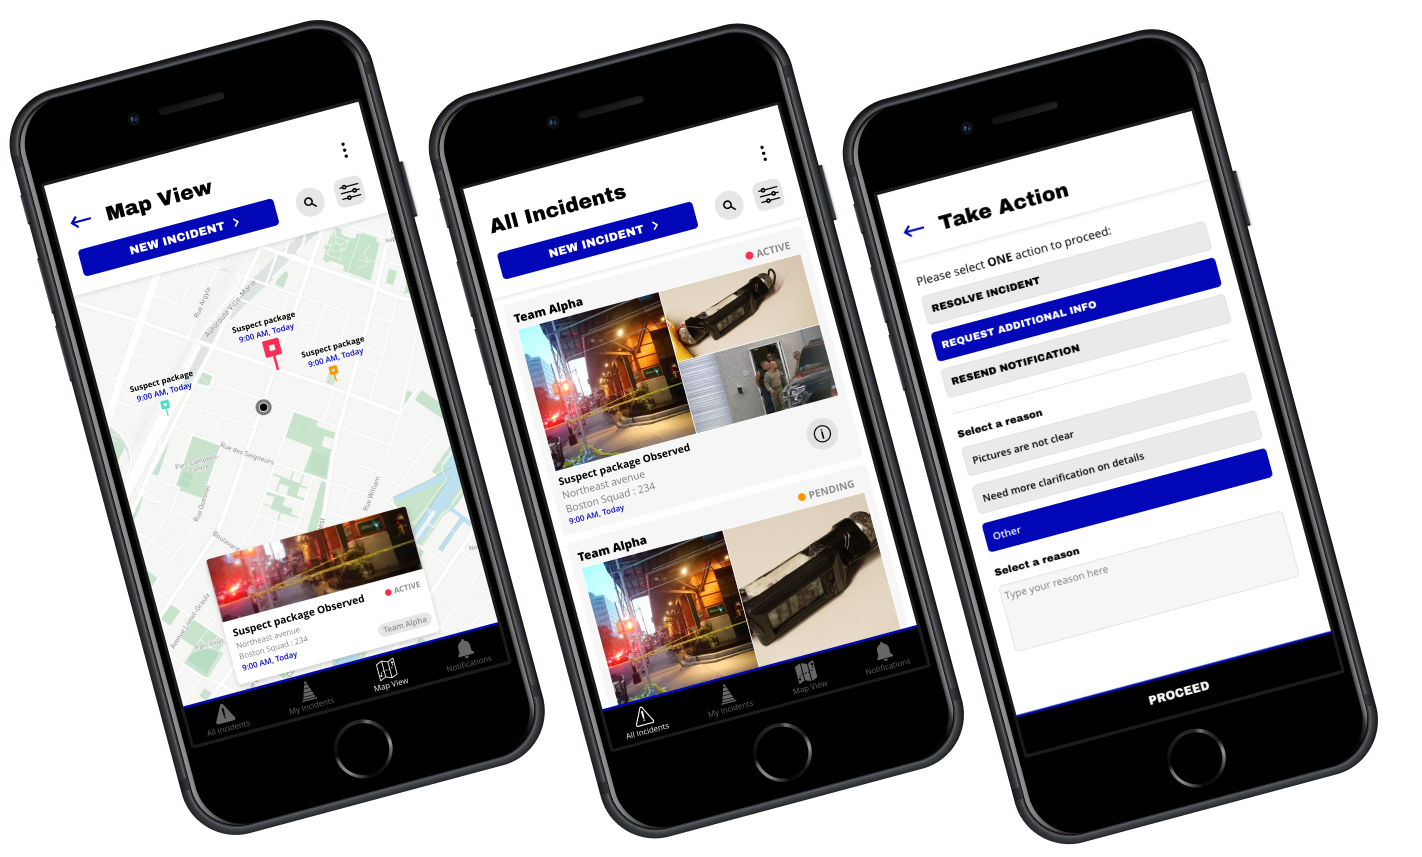 Map View
NEW INCIDENT
Rue Argyle
Autoroute Ville-Marie
Suspect package
9:00 AM, Today
Suspect package
9:00 AM, Today
Suspect package
9:00 AM, Today
Rue des Seigneurs
Parc Campbell-
Centre
Rue Quesnel
Rue William
Boulevard
Avenue Lionel-Groulx
Parc Vinet
ACTIVE
Suspect package Observed
Northeast avenue
Boston Squad : 234
9:00 AM, Today
Team Alpha
All Incidents
My Incidents
Map View
Notifications
All Incidents
NEW INCIDENT
ACTIVE
Team Alpha
Suspect package Observed
Northeast avenue
Boston Squad : 234
9:00 AM, Today
PENDING
Team Alpha
All Incidents
My Incidents
Map View
Notifications
Take Action
Please select ONE action to proceed:
RESOLVE INCIDENT
REQUEST ADDITIONAL INFO
RESEND NOTIFICATION
Select a reason
Pictures are not clear
Need more clarification on details
Other
Select a reason
Type your reason here
PROCEED